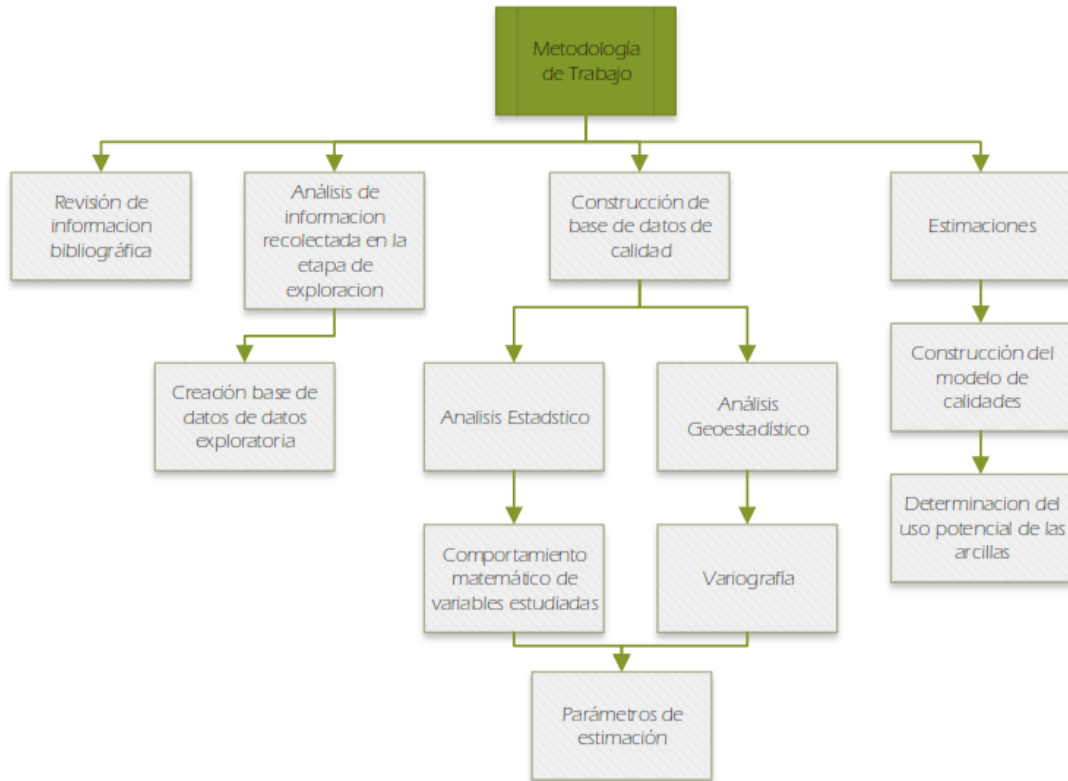 Metodología
de Trabajo
Revisión de
informacion
bibliográfica
Análisis de
informacion
recolectada en la
etapa de
exploracion
Construcción de
base de datos de
calidad
Estimaciones
Creación base de
datos de datos
exploratoria
Analisis Estadstico
Análisis
Geoestadístico
Construcción del
modelo de
calidades
Comportamiento
matemático de
variables estudiadas
Variografía
Determinacion del
uso potencial de las
arcillas
Parámetros de
estimación